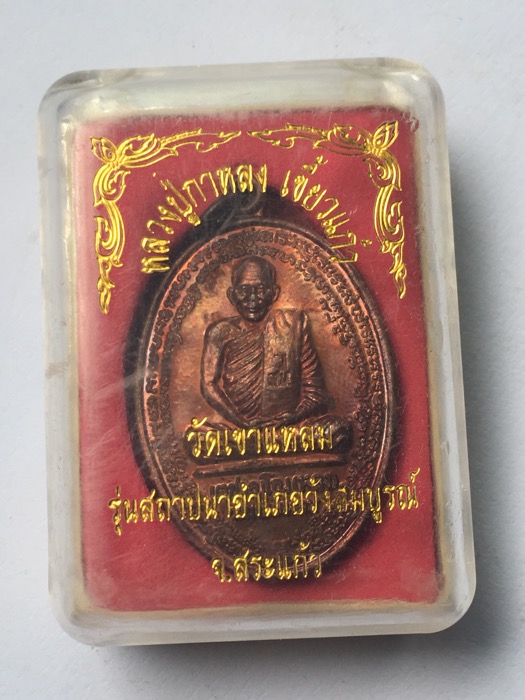 หลวงปู่กาหลง เขี้ยวแก้ว
วัดเขาแหลม
รุ่นสถาปนาอำเภอวังสมบูรณ์
จ.สระแก้ว